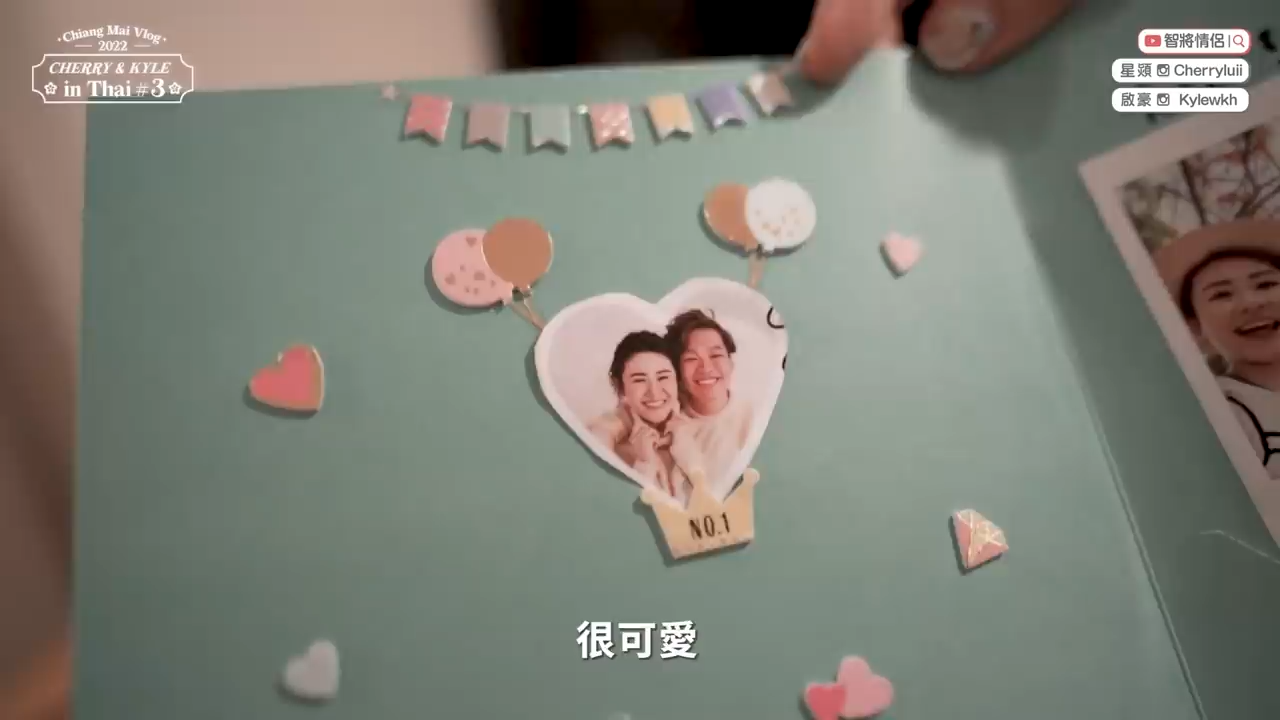 ·Chiang Mai Vlog·
2022
CHERRY & KYLE
in Thai #3
智將情侶
星熲 Cherryluii
啟豪 Kylewkh
NO.1
很可愛